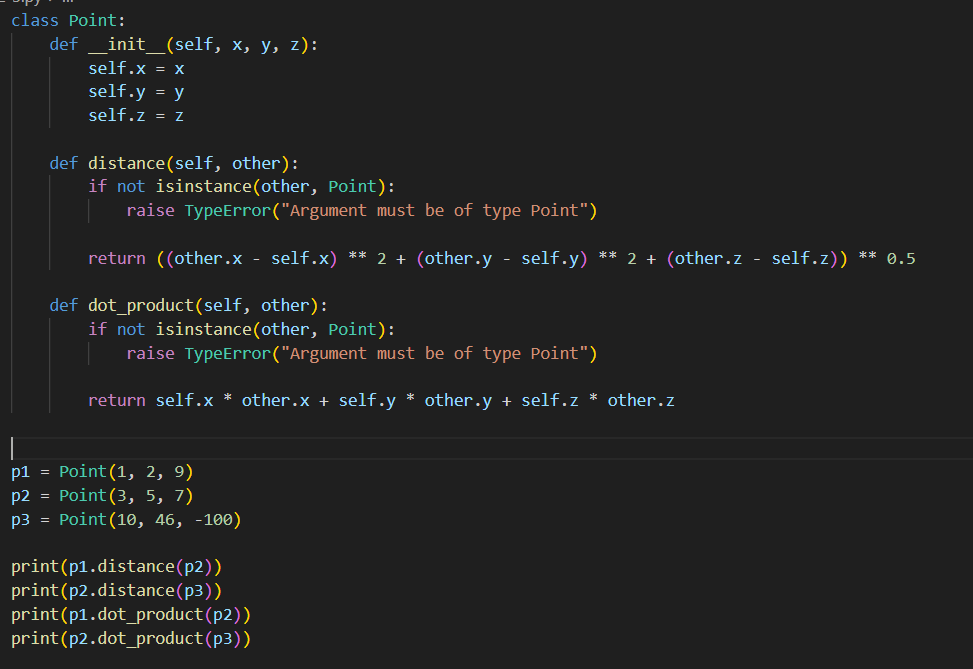 class Point:
    def __init__(self, x, y, z):
        self.x = x
        self.y = y
        self.z = z

    def distance(self, other):
        if not isinstance(other, Point):
            raise TypeError("Argument must be of type Point")

        return ((other.x - self.x) ** 2 + (other.y - self.y) ** 2 + (other.z - self.z)) ** 0.5

    def dot_product(self, other):
        if not isinstance(other, Point):
            raise TypeError("Argument must be of type Point")

        return self.x * other.x + self.y * other.y + self.z * other.z


p1 = Point(1, 2, 9)
p2 = Point(3, 5, 7)
p3 = Point(10, 46, -100)

print(p1.distance(p2))
print(p2.distance(p3))
print(p1.dot_product(p2))
print(p2.dot_product(p3))